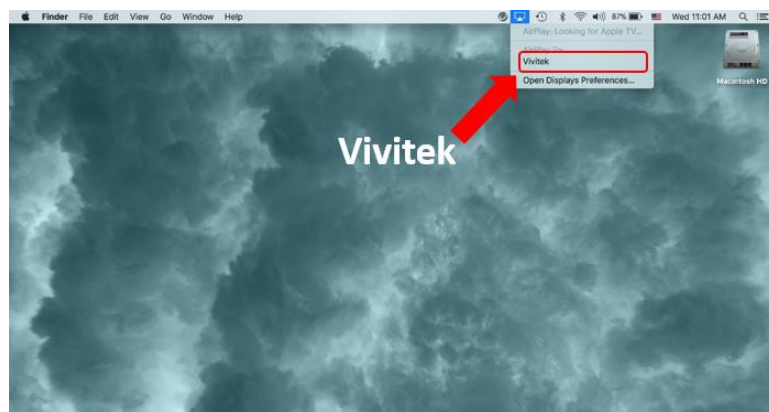 Finder File Edit View Go Window Help 87% Wed 11:01 AM
AirPlay: Looking for Apple TV...
AirPlay To:
Vivitek
Open Displays Preferences...
Macintosh HD
Vivitek